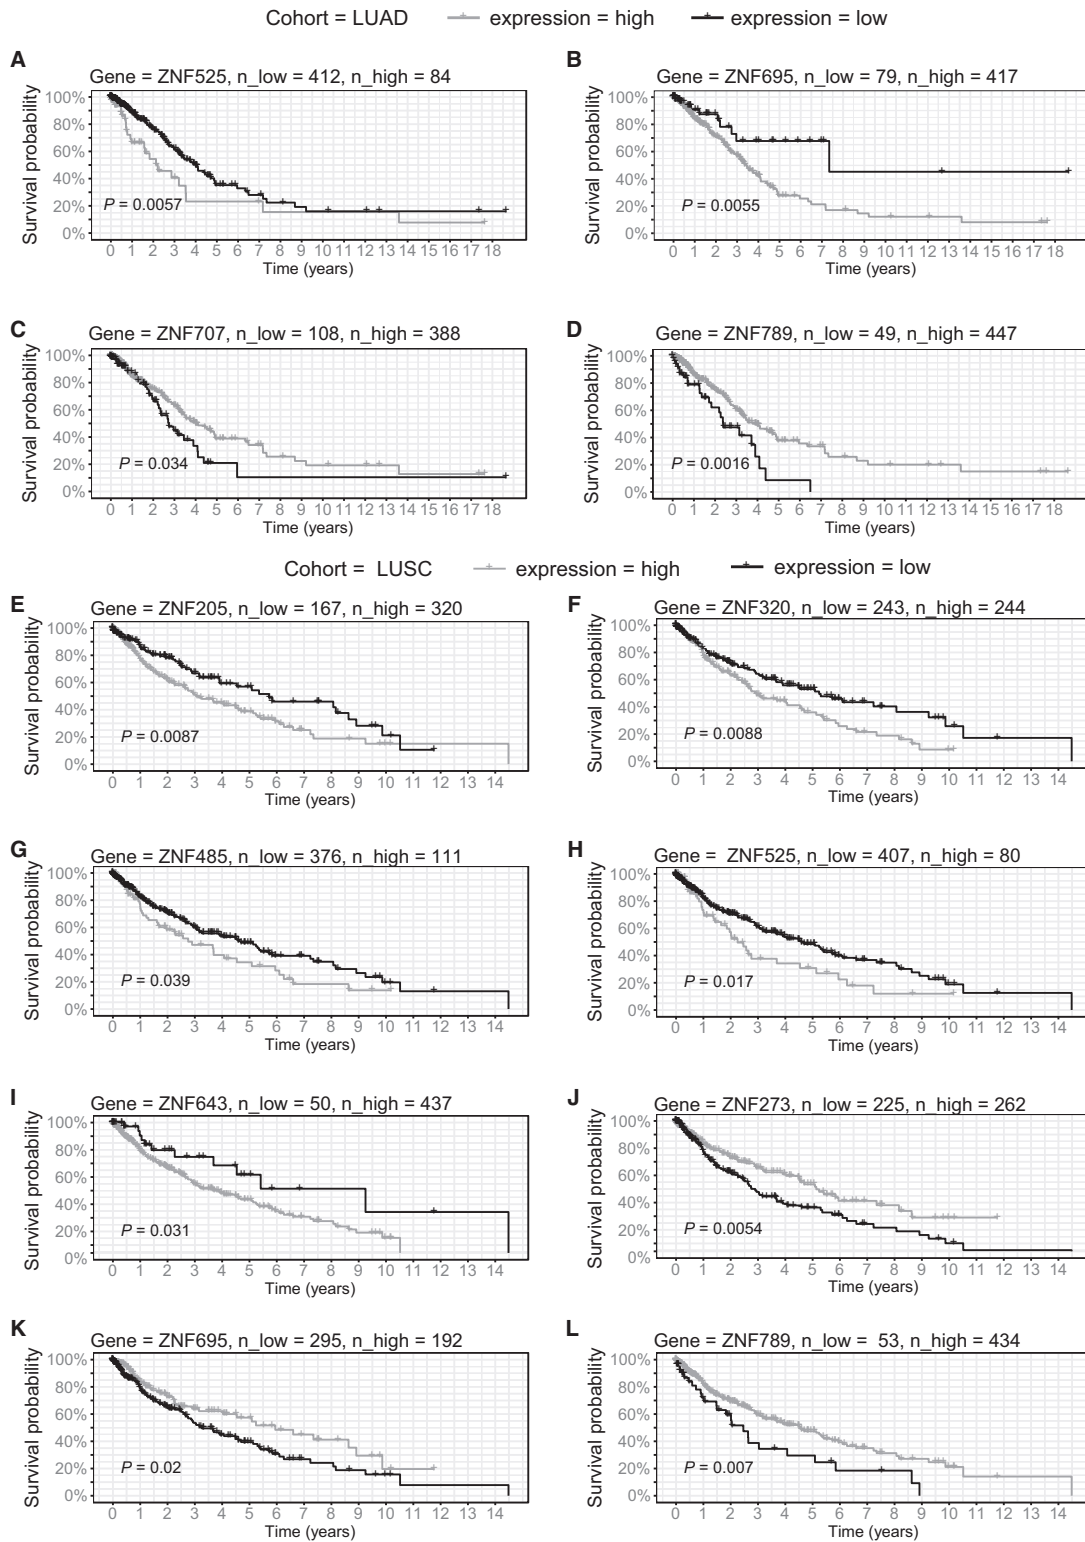 Cohort = LUAD expression = high expression = low
A
Gene = ZNF525, n_low = 412, n_high = 84
Survival probability
100%
80%
60%
40%
20%
0%
P = 0.0057
0 1 2 3 4 5 6 7 8 9 10 11 12 13 14 15 16 17 18
Time (years)
B
Gene = ZNF695, n_low = 79, n_high = 417
Survival probability
100%
80%
60%
40%
20%
0%
P = 0.0055
0 1 2 3 4 5 6 7 8 9 10 11 12 13 14 15 16 17 18
Time (years)
C
Gene = ZNF707, n_low = 108, n_high = 388
Survival probability
100%
80%
60%
40%
20%
0%
P = 0.034
0 1 2 3 4 5 6 7 8 9 10 11 12 13 14 15 16 17 18
Time (years)
D
Gene = ZNF789, n_low = 49, n_high = 447
Survival probability
100%
80%
60%
40%
20%
0%
P = 0.0016
0 1 2 3 4 5 6 7 8 9 10 11 12 13 14 15 16 17 18
Time (years)
Cohort = LUSC expression = high expression = low
E
Gene = ZNF205, n_low = 167, n_high = 320
Survival probability
100%
80%
60%
40%
20%
0%
P = 0.0087
0 1 2 3 4 5 6 7 8 9 10 11 12 13 14
Time (years)
F
Gene = ZNF320, n_low = 243, n_high = 244
Survival probability
100%
80%
60%
40%
20%
0%
P = 0.0088
0 1 2 3 4 5 6 7 8 9 10 11 12 13 14
Time (years)
G
Gene = ZNF485, n_low = 376, n_high = 111
Survival probability
100%
80%
60%
40%
20%
0%
P = 0.039
0 1 2 3 4 5 6 7 8 9 10 11 12 13 14
Time (years)
H
Gene = ZNF525, n_low = 407, n_high = 80
Survival probability
100%
80%
60%
40%
20%
0%
P = 0.017
0 1 2 3 4 5 6 7 8 9 10 11 12 13 14
Time (years)
I
Gene = ZNF643, n_low = 50, n_high = 437
Survival probability
100%
80%
60%
40%
20%
0%
P = 0.031
0 1 2 3 4 5 6 7 8 9 10 11 12 13 14
Time (years)
J
Gene = ZNF273, n_low = 225, n_high = 262
Survival probability
100%
80%
60%
40%
20%
0%
P = 0.0054
0 1 2 3 4 5 6 7 8 9 10 11 12 13 14
Time (years)
K
Gene = ZNF695, n_low = 295, n_high = 192
Survival probability
100%
80%
60%
40%
20%
0%
P = 0.02
0 1 2 3 4 5 6 7 8 9 10 11 12 13 14
Time (years)
L
Gene = ZNF789, n_low = 53, n_high = 434
Survival probability
100%
80%
60%
40%
20%
0%
P = 0.007
0 1 2 3 4 5 6 7 8 9 10 11 12 13 14
Time (years)